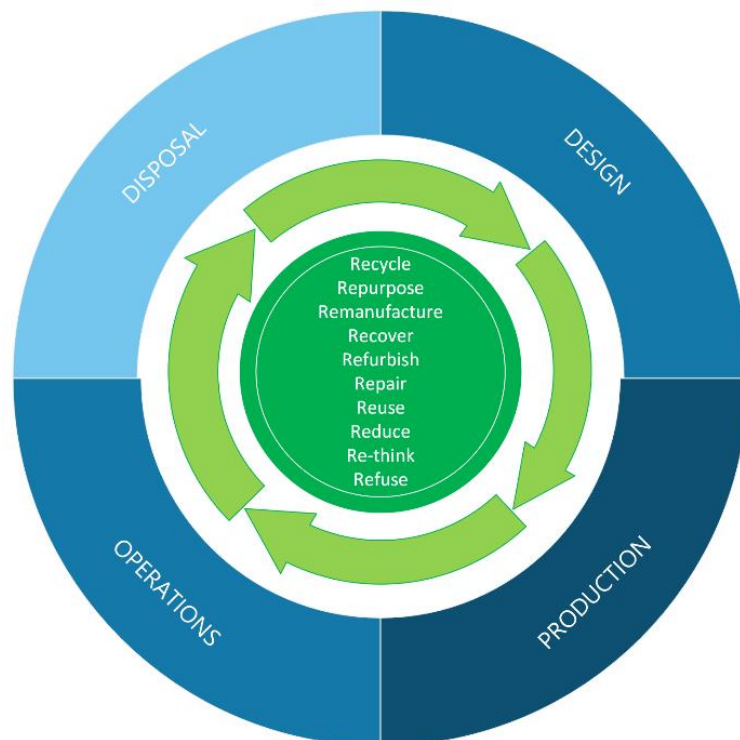 DISPOSAL
DESIGN
Recycle
Repurpose
Remanufacture
Recover
Refurbish
Repair
Reuse
Reduce
Re-think
Refuse
OPERATIONS
PRODUCTION